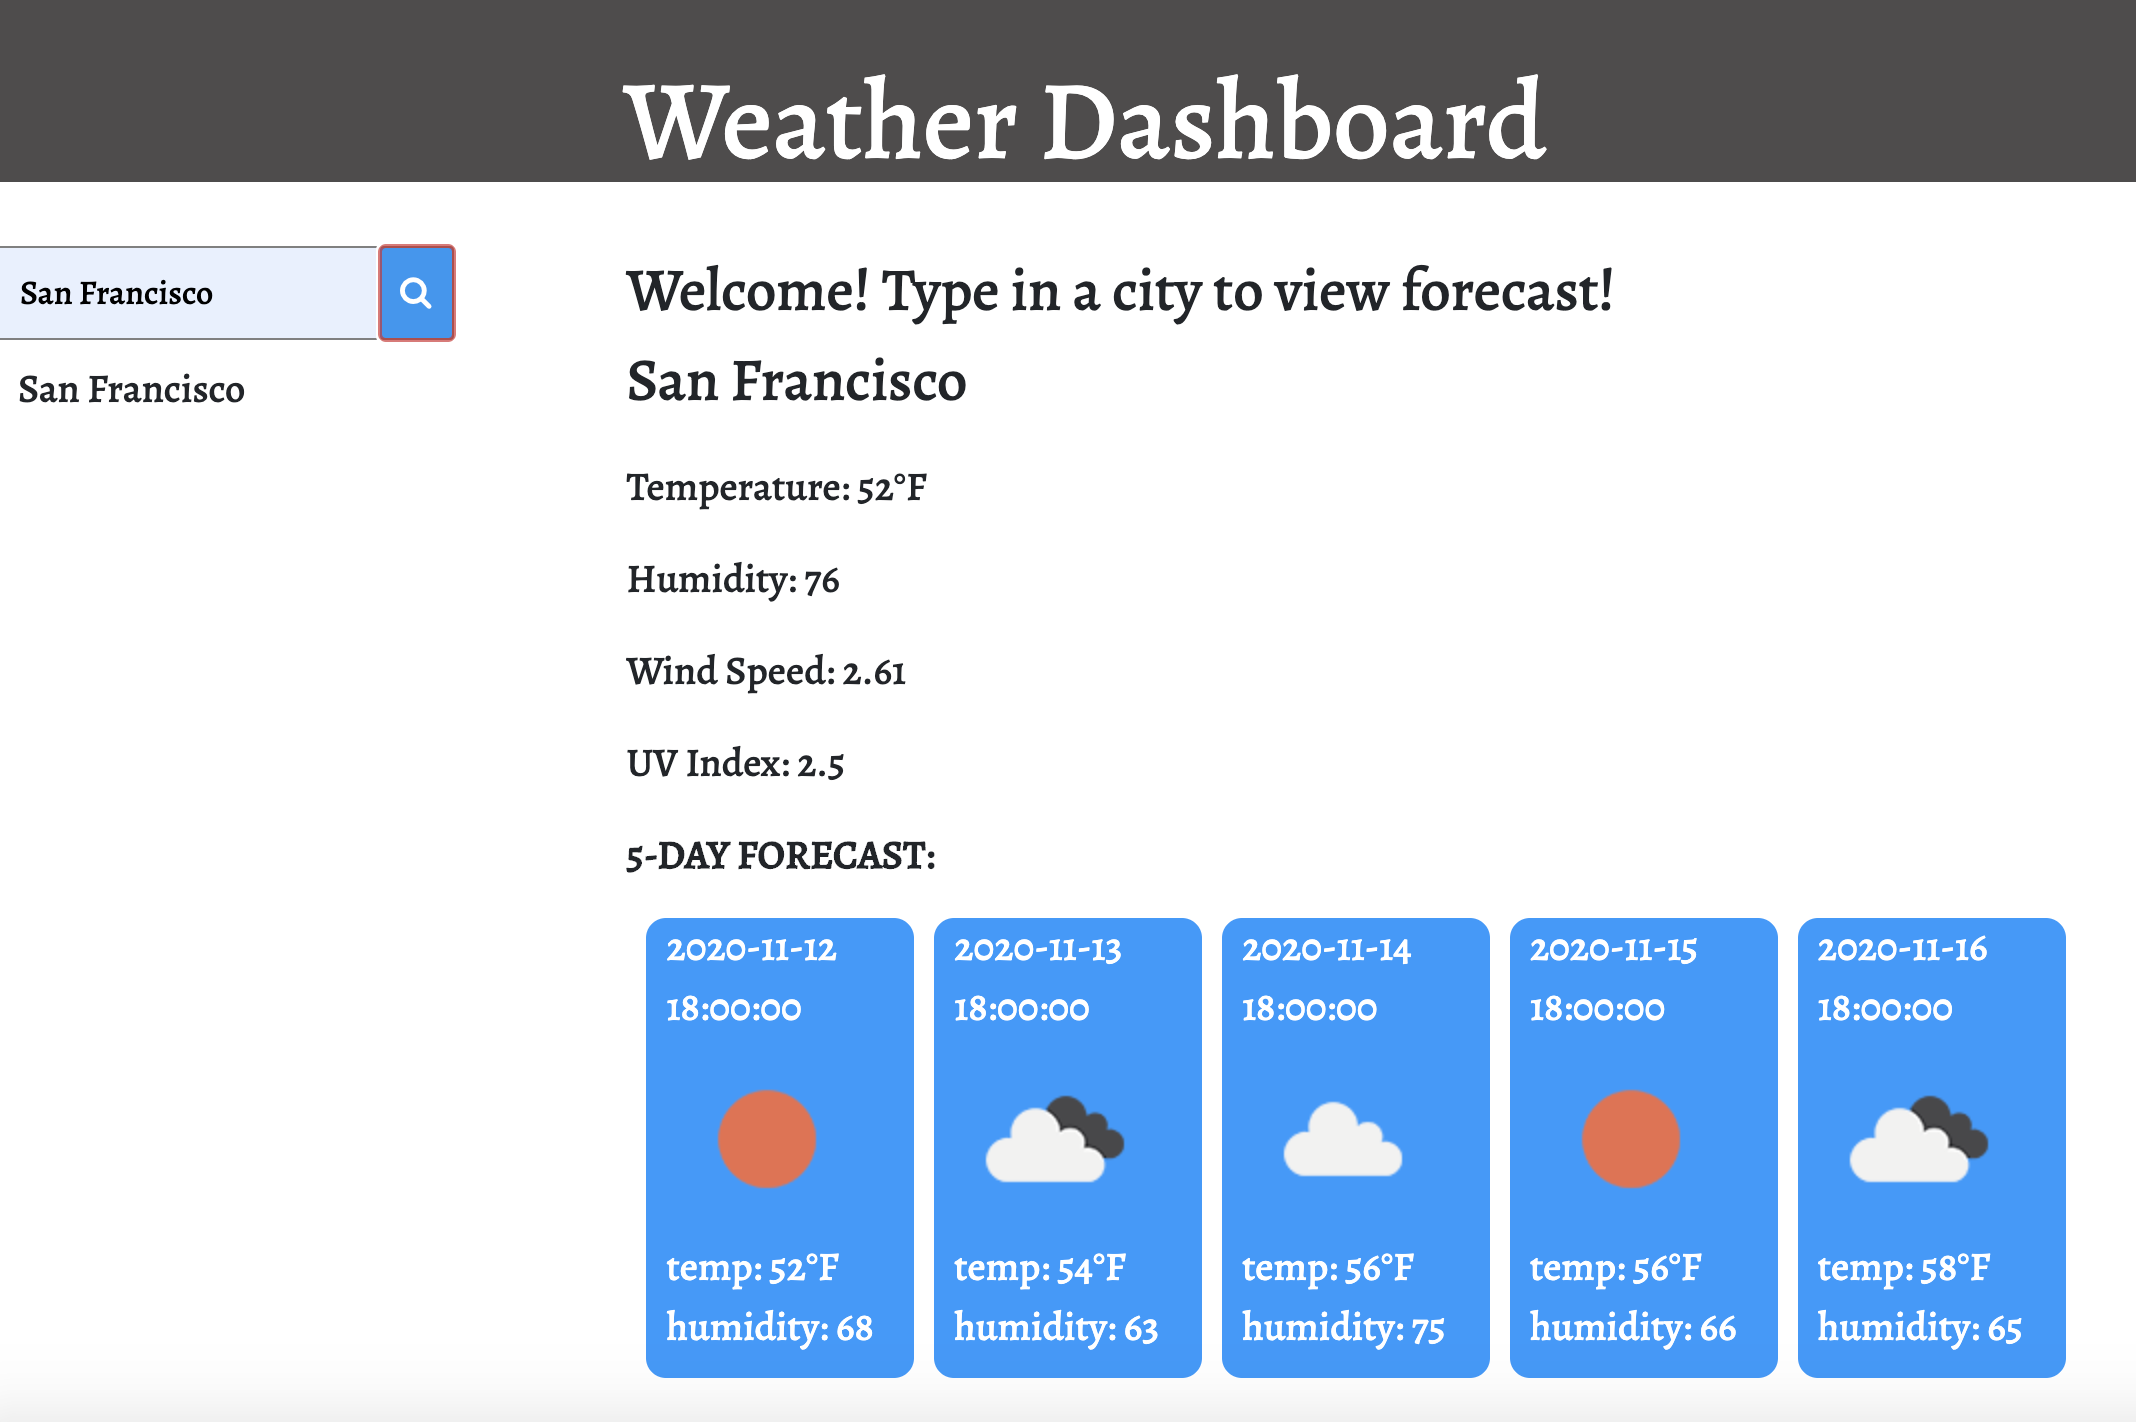 Weather Dashboard
San Francisco
San Francisco
Welcome! Type in a city to view forecast!
San Francisco
Temperature: 52°F
Humidity: 76
Wind Speed: 2.61
UV Index: 2.5
5-DAY FORECAST:
2020-11-12
18:00:00
temp: 52°F
humidity: 68
2020-11-13
18:00:00
temp: 54°F
humidity: 63
2020-11-14
18:00:00
temp: 56°F
humidity: 75
2020-11-15
18:00:00
temp: 56°F
humidity: 66
2020-11-16
18:00:00
temp: 58°F
humidity: 65